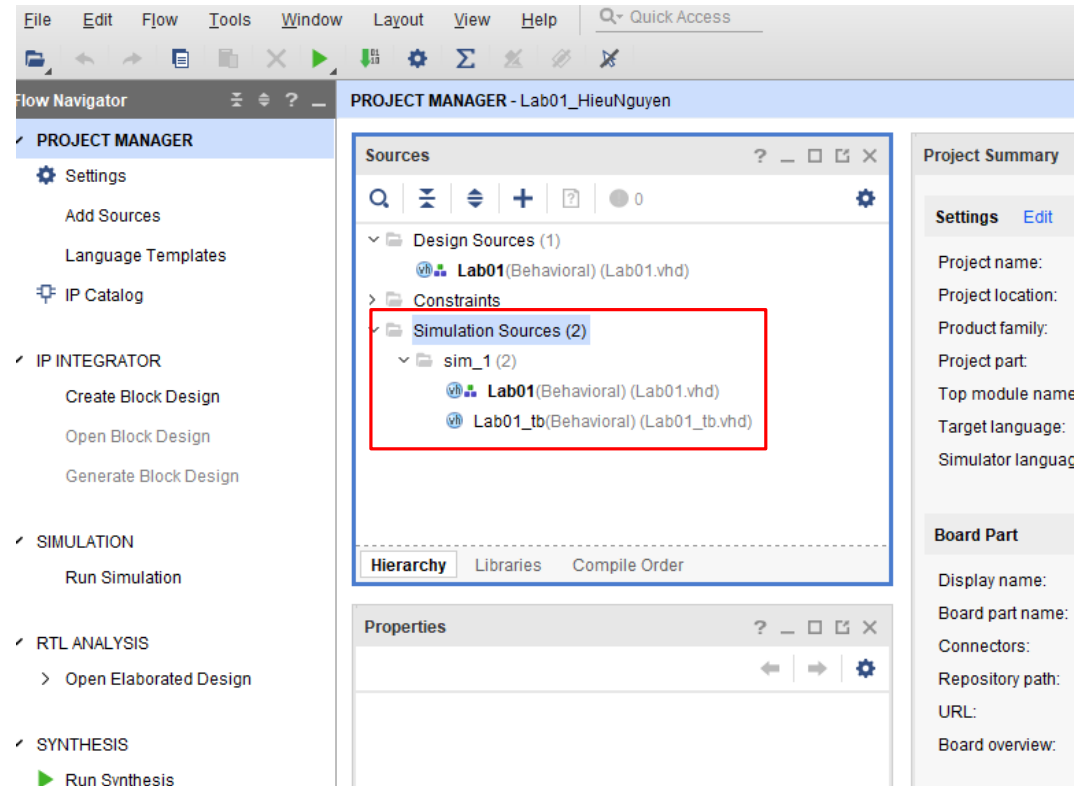 File Edit Flow Tools Window Layout View Help Quick Access
Flow Navigator ? _
PROJECT MANAGER - Lab01_HieuNguyen
PROJECT MANAGER
Settings
Add Sources
Language Templates
IP Catalog
IP INTEGRATOR
Create Block Design
Open Block Design
Generate Block Design
SIMULATION
Run Simulation
RTL ANALYSIS
Open Elaborated Design
SYNTHESIS
Run Synthesis
Sources
0
Design Sources (1)
Lab01(Behavioral) (Lab01.vhd)
Constraints
Simulation Sources (2)
sim_1 (2)
Lab01(Behavioral) (Lab01.vhd)
Lab01_tb(Behavioral) (Lab01_tb.vhd)
Hierarchy Libraries Compile Order
Properties
Project Summary
Settings Edit
Project name:
Project location:
Product family:
Project part:
Top module name
Target language:
Simulator languag
Board Part
Display name:
Board part name:
Connectors:
Repository path:
URL:
Board overview: